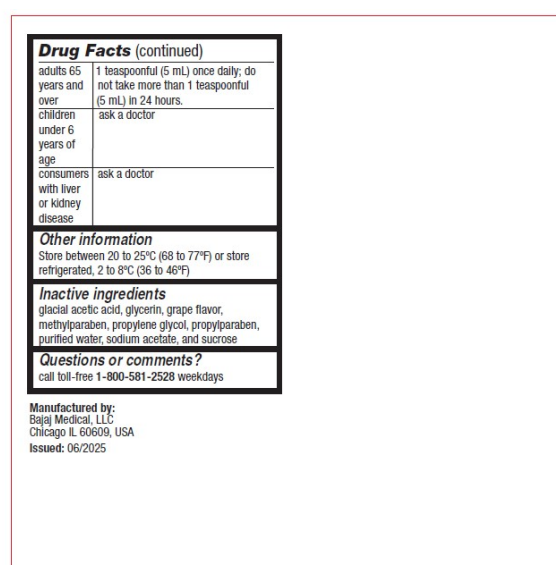 Drug Facts (continued)
adults 65 years and over
1 teaspoonful (5 mL) once daily; do not take more than 1 teaspoonful (5 mL) in 24 hours.
children under 6 years of age
ask a doctor
consumers with liver or kidney disease
ask a doctor
Other information
Store between 20 to 25ºC (68 to 77ºF) or store
refrigerated, 2 to 8ºC (36 to 46ºF)
Inactive ingredients
glacial acetic acid, glycerin, grape flavor,
methylparaben, propylene glycol, propylparaben,
purified water, sodium acetate, and sucrose
Questions or comments?
call toll-free 1-800-581-2528 weekdays
Manufactured by:
Bajaj Medical, LLC
Chicago IL 60609, USA
Issued: 06/2025